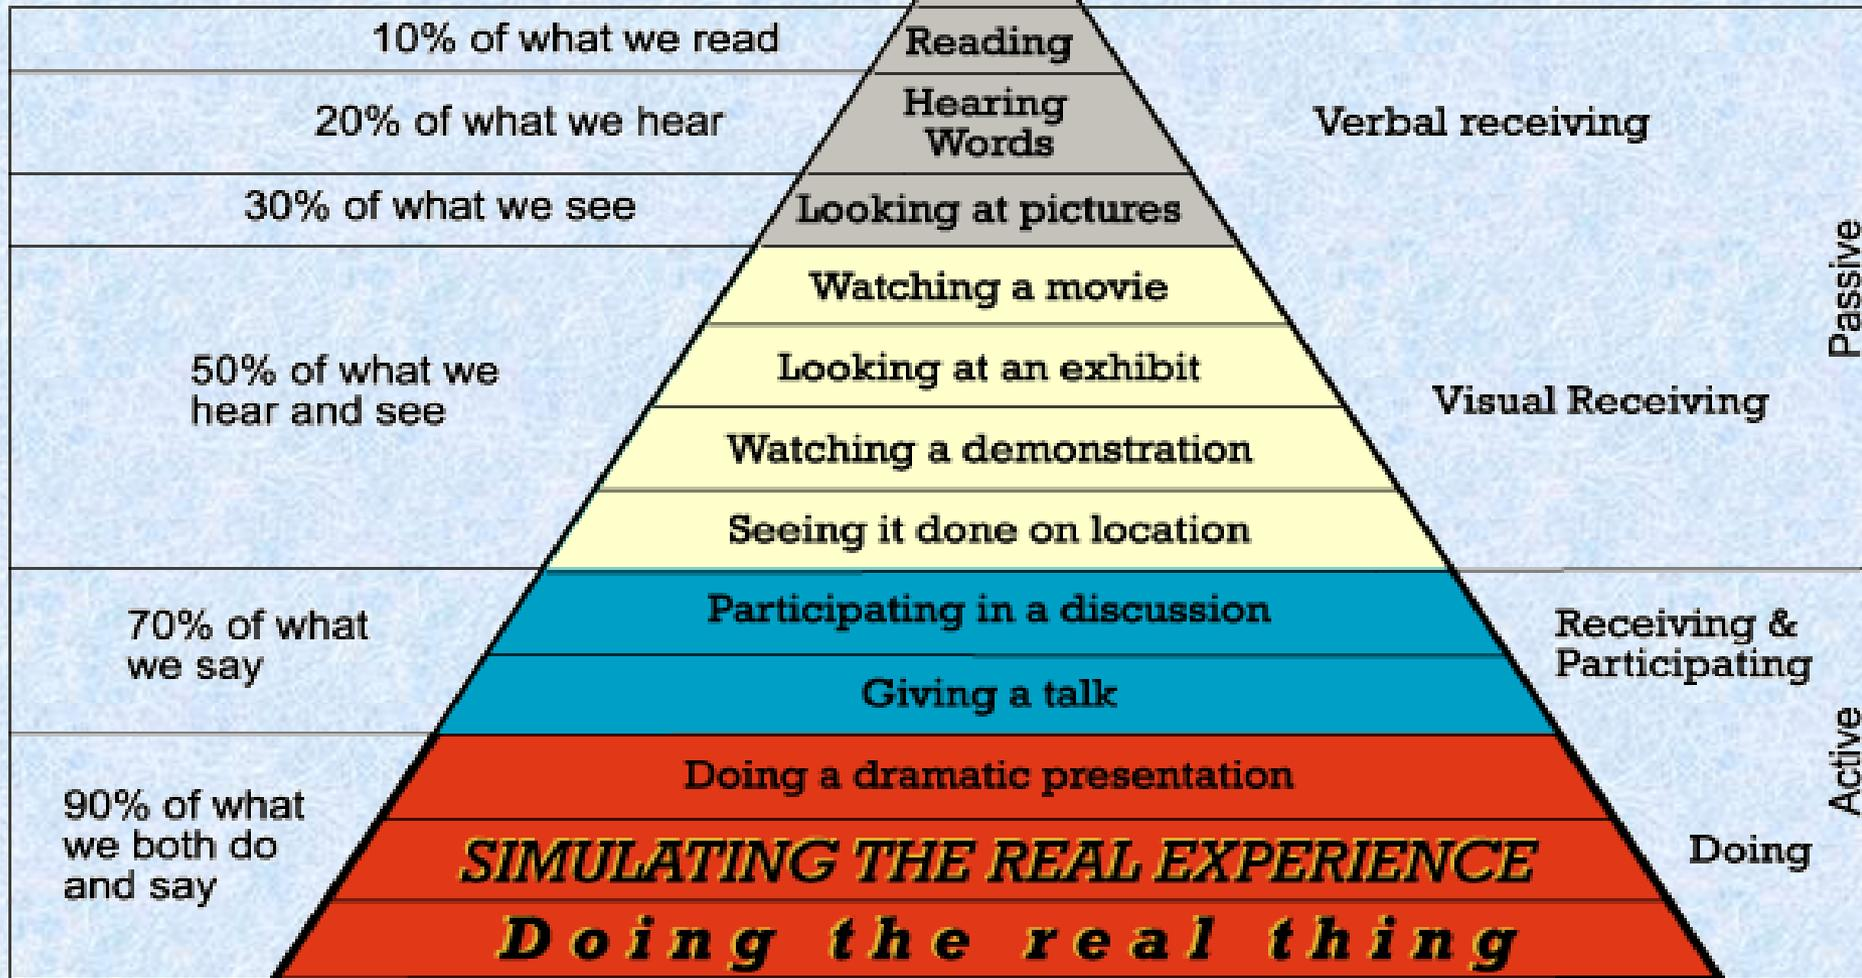 10% of what we read
Reading
20% of what we hear
Hearing
Words
Verbal receiving
30% of what we see
Looking at pictures
Passive
50% of what we
hear and see
Watching a movie
Looking at an exhibit
Watching a demonstration
Seeing it done on location
Visual Receiving
70% of what
we say
Participating in a discussion
Giving a talk
Receiving &
Participating
Active
90% of what
we both do
and say
Doing a dramatic presentation
SIMULATING THE REAL EXPERIENCE
Doing the real thing
Doing